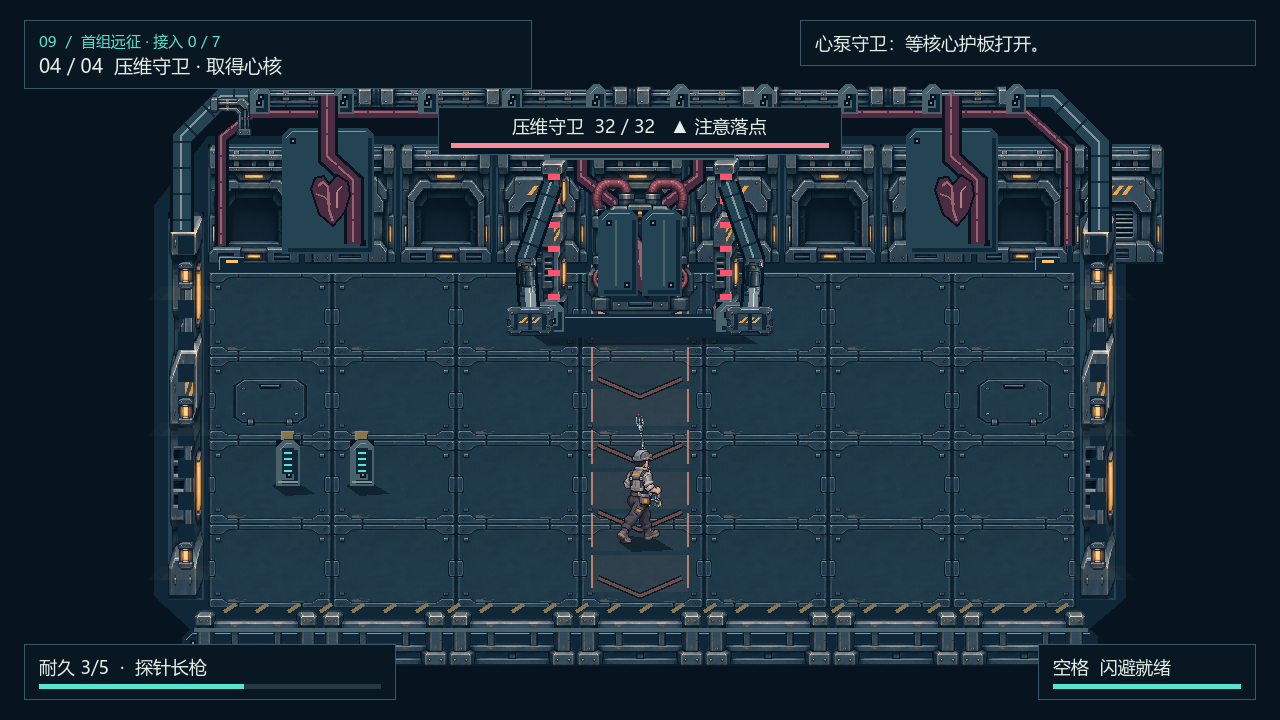 09 / 首组远征 · 接入 0 / 7
04 / 04 压维守卫 · 取得心核
心泵守卫：等核心护板打开。
压维守卫 32 / 32 ▲ 注意落点
耐久 3/5 · 探针长枪
空格 闪避就绪